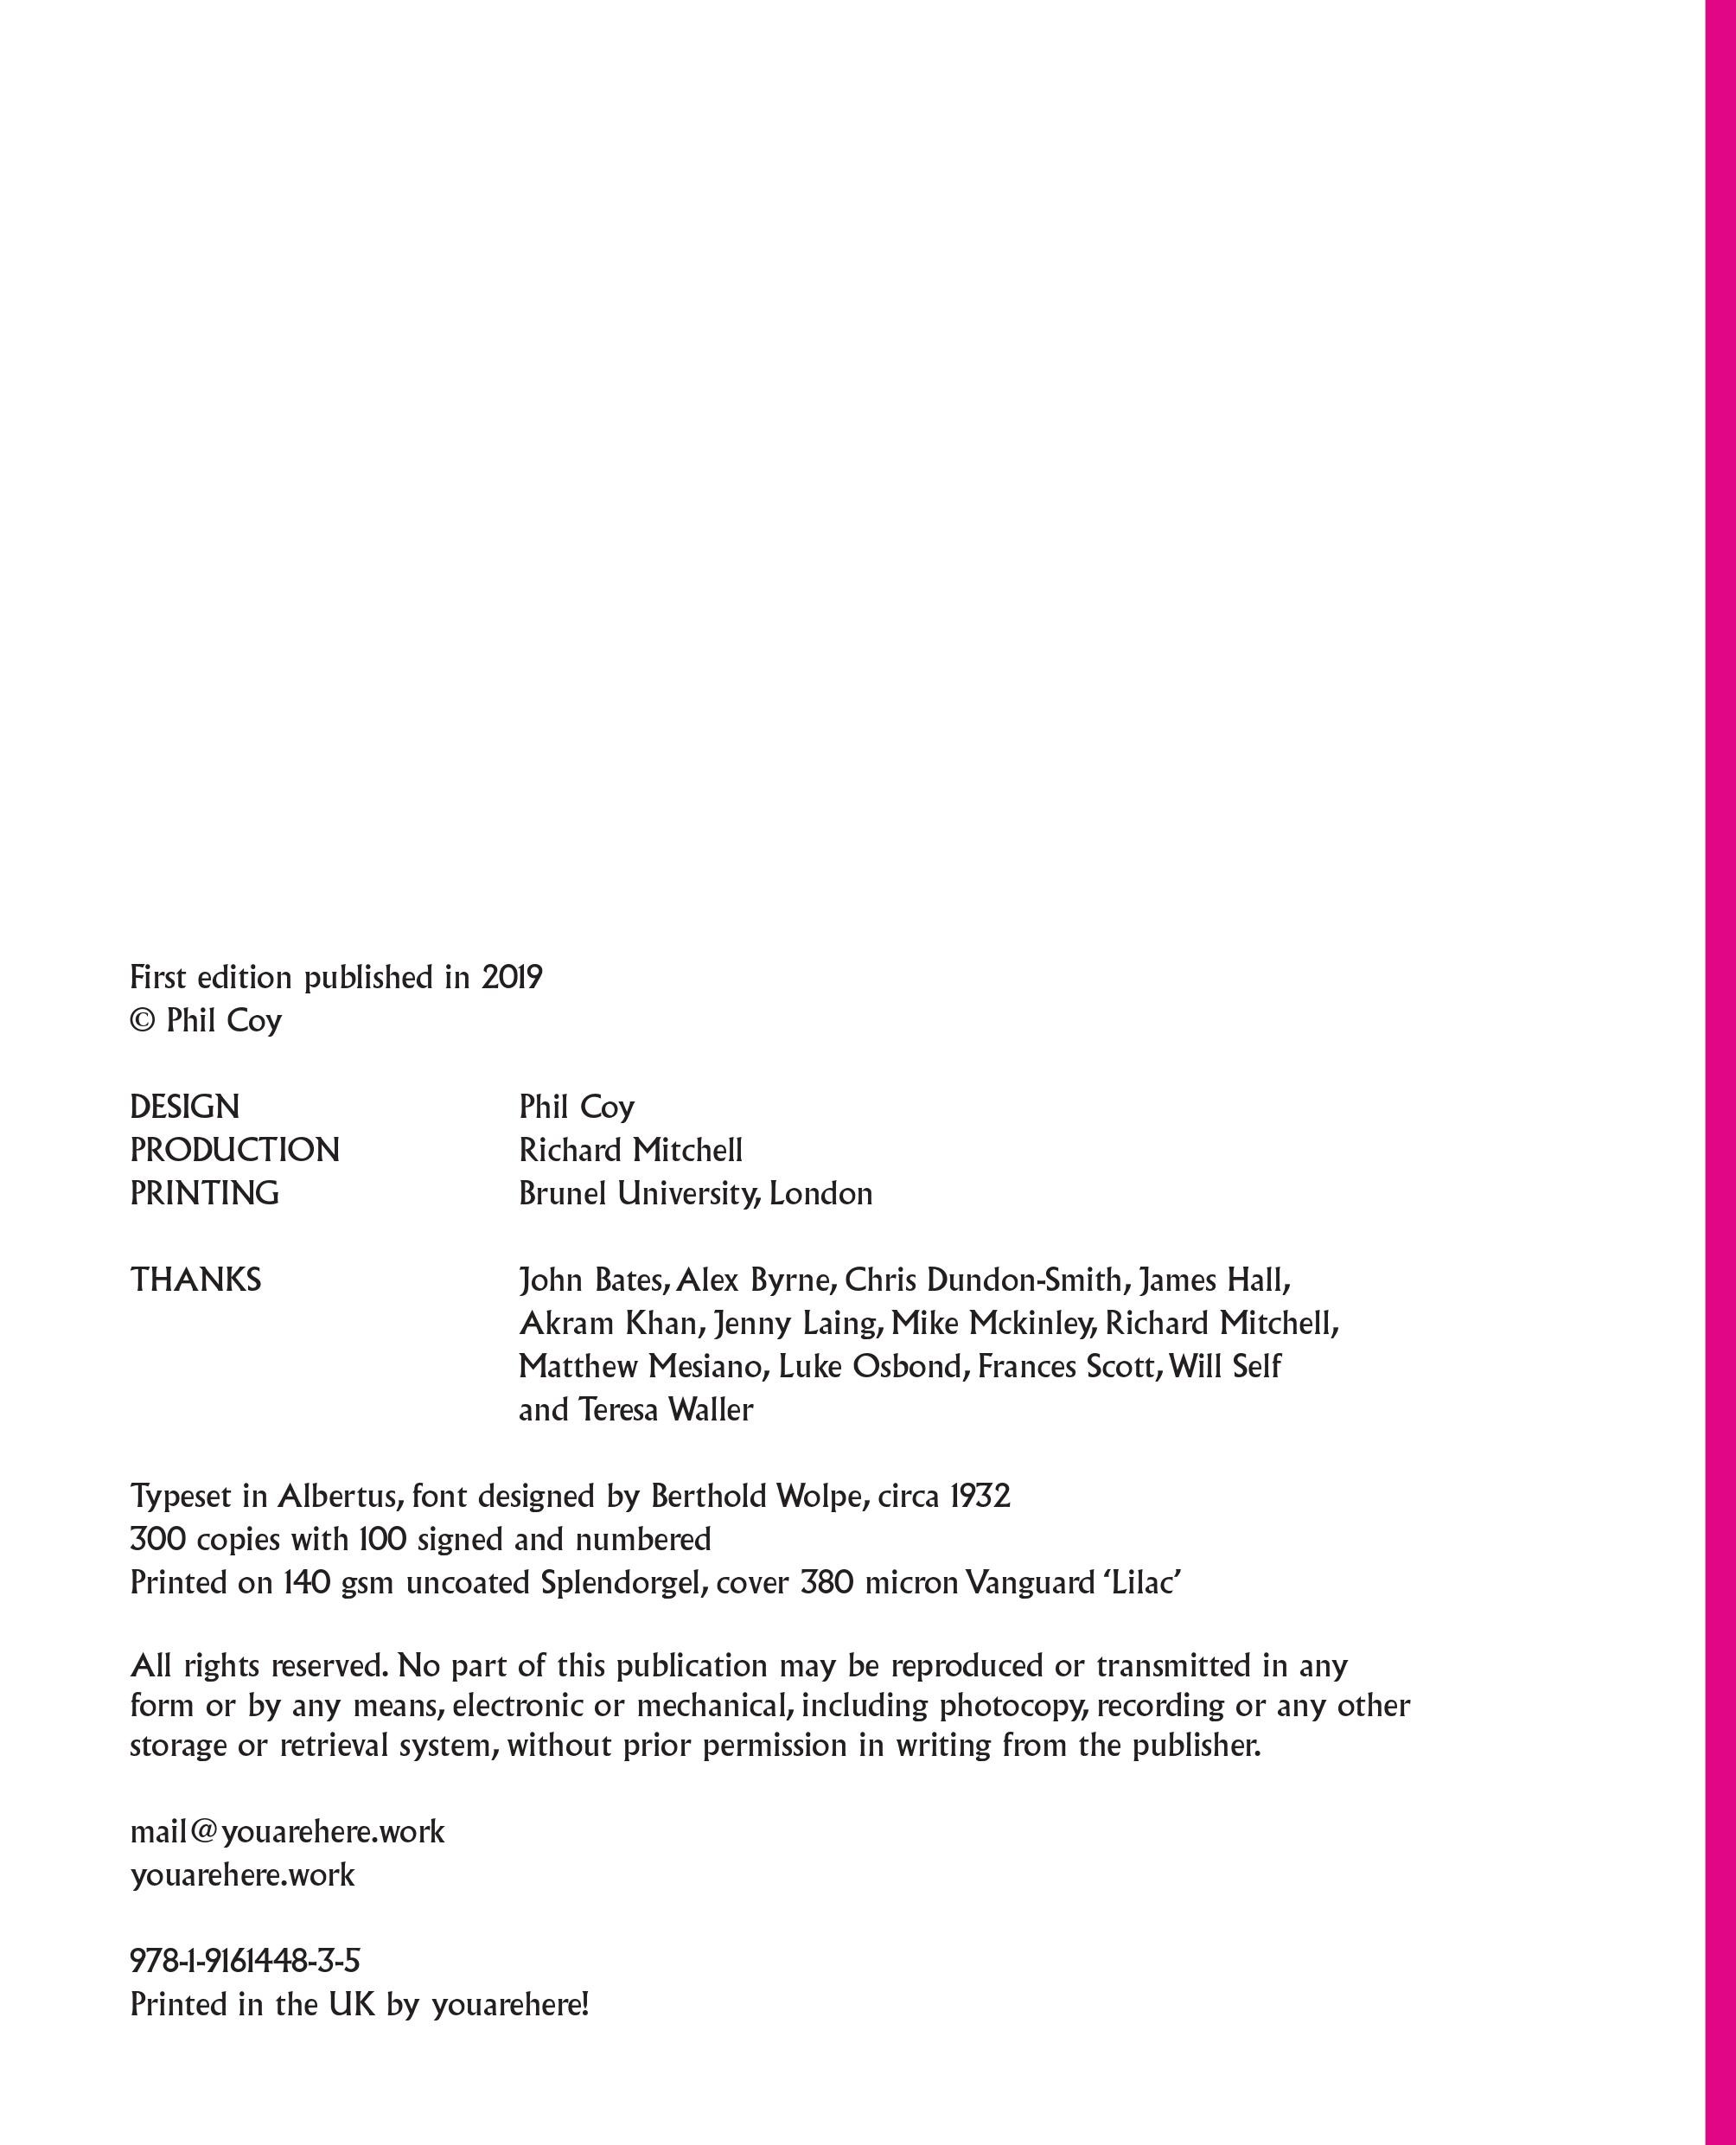 First edition published in 2019
© Phil Coy
DESIGN Phil Coy
PRODUCTION Richard Mitchell
PRINTING Brunel University, London
THANKS John Bates, Alex Byrne, Chris Dundon-Smith, James Hall,
Akram Khan, Jenny Laing, Mike Mckinley, Richard Mitchell,
Matthew Mesiano, Luke Osbond, Frances Scott, Will Self
and Teresa Waller
Typeset in Albertus, font designed by Berthold Wolpe, circa 1932
300 copies with 100 signed and numbered
Printed on 140 gsm uncoated Splendorgel, cover 380 micron Vanguard ‘Lilac’
All rights reserved. No part of this publication may be reproduced or transmitted in any
form or by any means, electronic or mechanical, including photocopy, recording or any other
storage or retrieval system, without prior permission in writing from the publisher.
mail@youarehere.work
youarehere.work
978-1-9161448-3-5
Printed in the UK by youarehere!